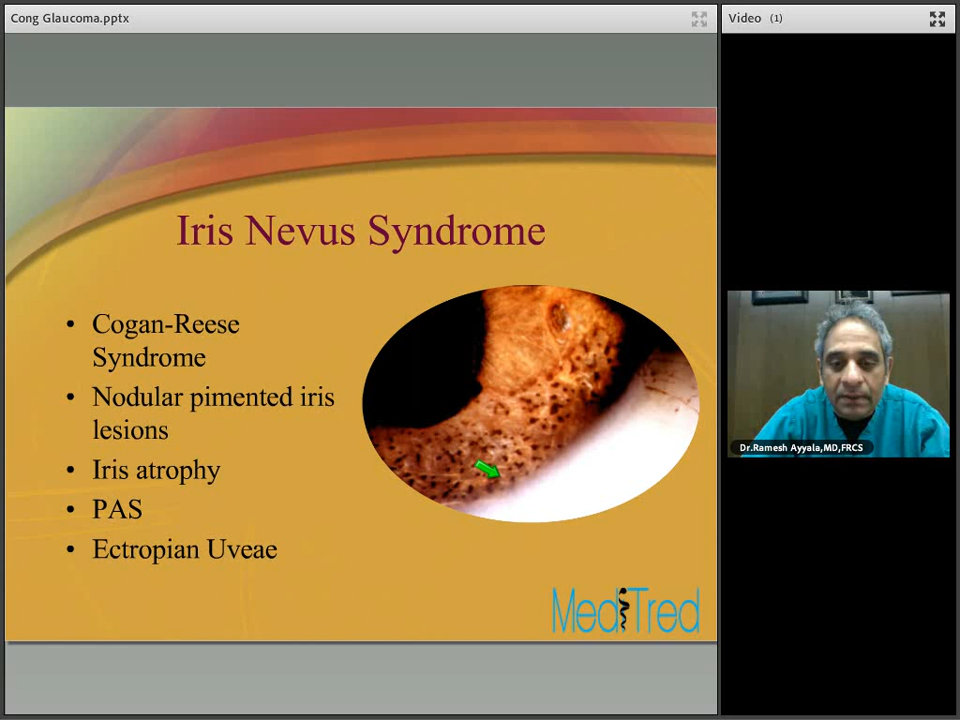 Cong Glaucoma.pptx
Video (1)
Iris Nevus Syndrome
• Cogan-Reese
Syndrome
• Nodular pimented iris
lesions
• Iris atrophy
• PAS
• Ectropian Uveae
MediTred
Dr.Ramesh Ayyala,MD,FRCS